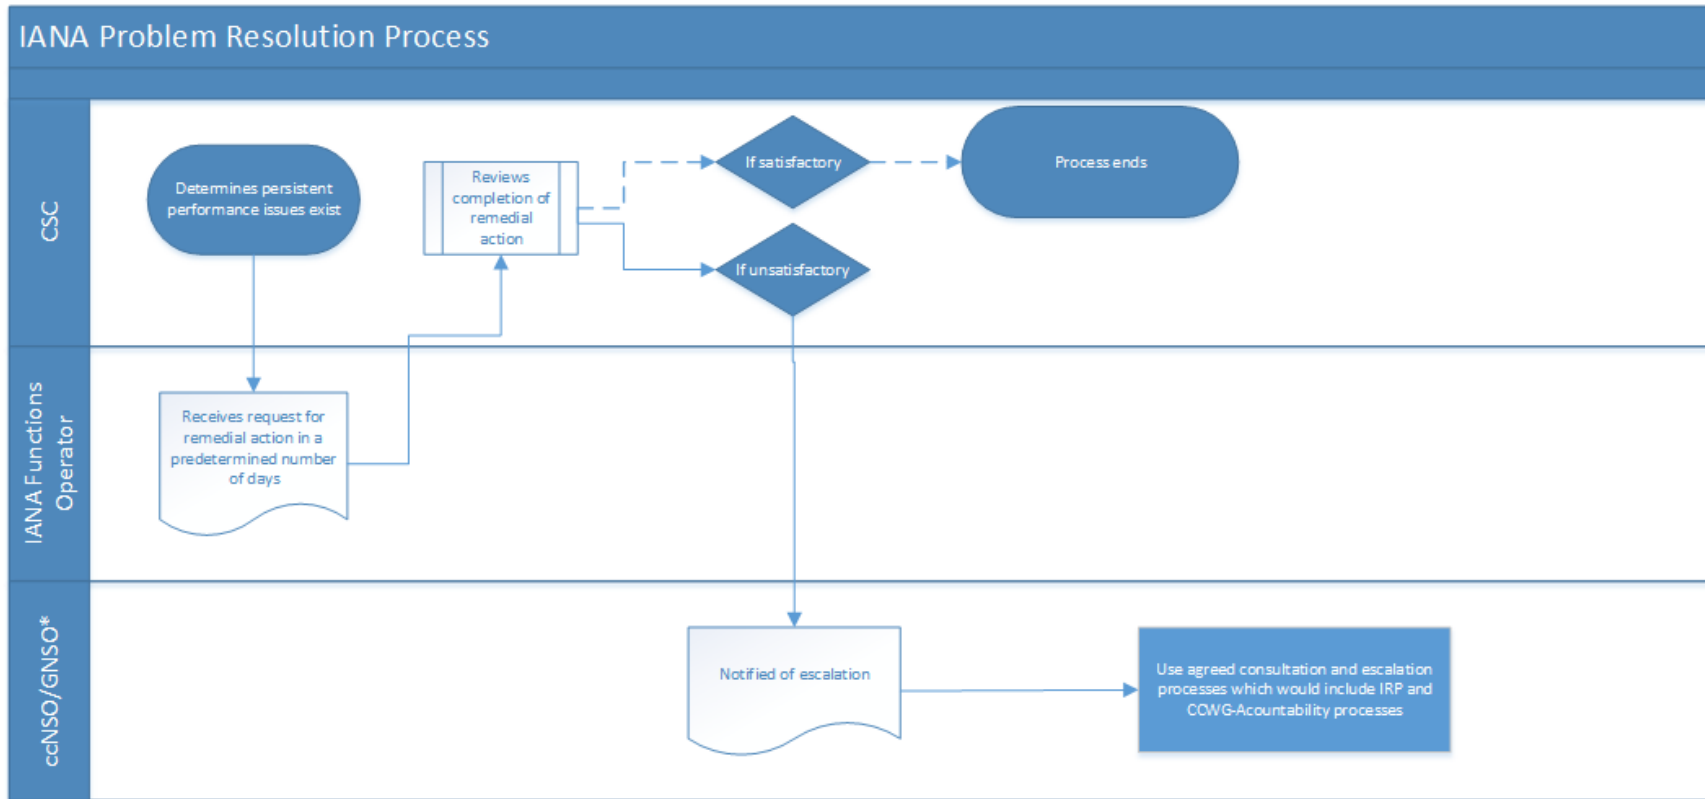 IANA Problem Resolution Process
CSC
Determines persistent
performance issues exist
Reviews
completion of
remedial
action
If satisfactory
Process ends
If unsatisfactory
IANA Functions
Operator
Receives request for
remedial action in a
predetermined number
of days
ccNSO/GNSO*
Notified of escalation
Use agreed consultation and escalation
processes which would include IRP and
CCWG-Acountability processes